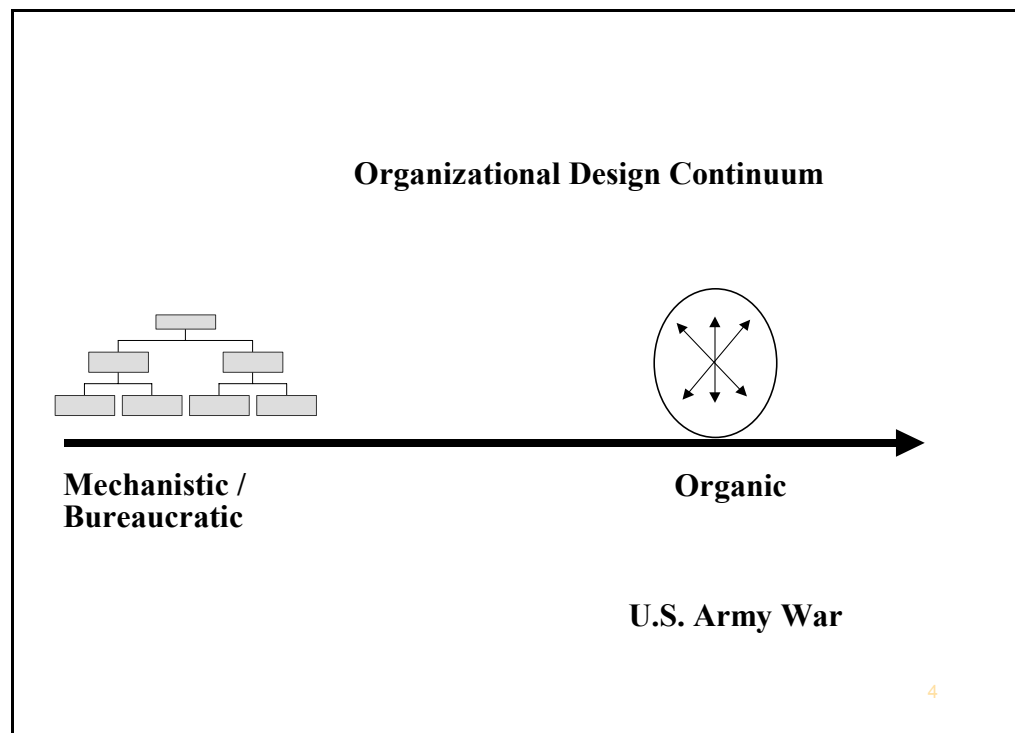 Organizational Design Continuum
Mechanistic /
Bureaucratic
Organic
U.S. Army War
4